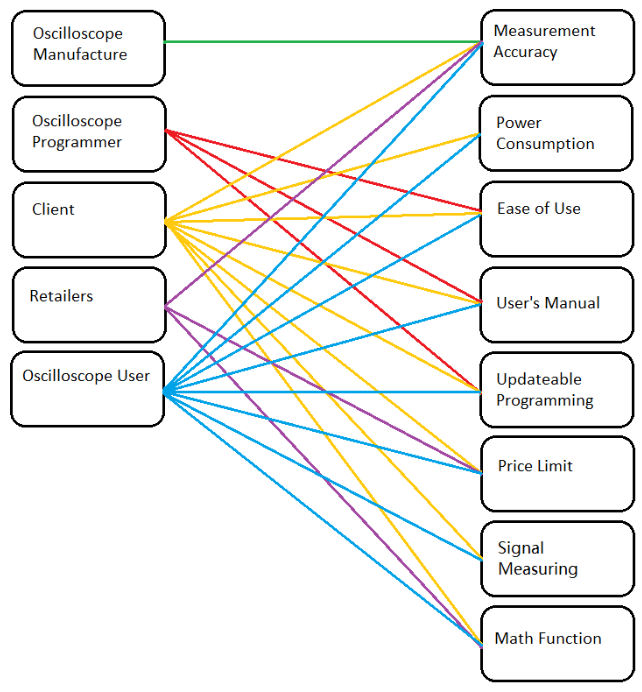 Oscilloscope
Manufacture
Oscilloscope
Programmer
Client
Retailers
Oscilloscope User
Measurement
Accuracy
Power
Consumption
Ease of Use
User's Manual
Updateable
Programming
Price Limit
Signal
Measuring
Math Function